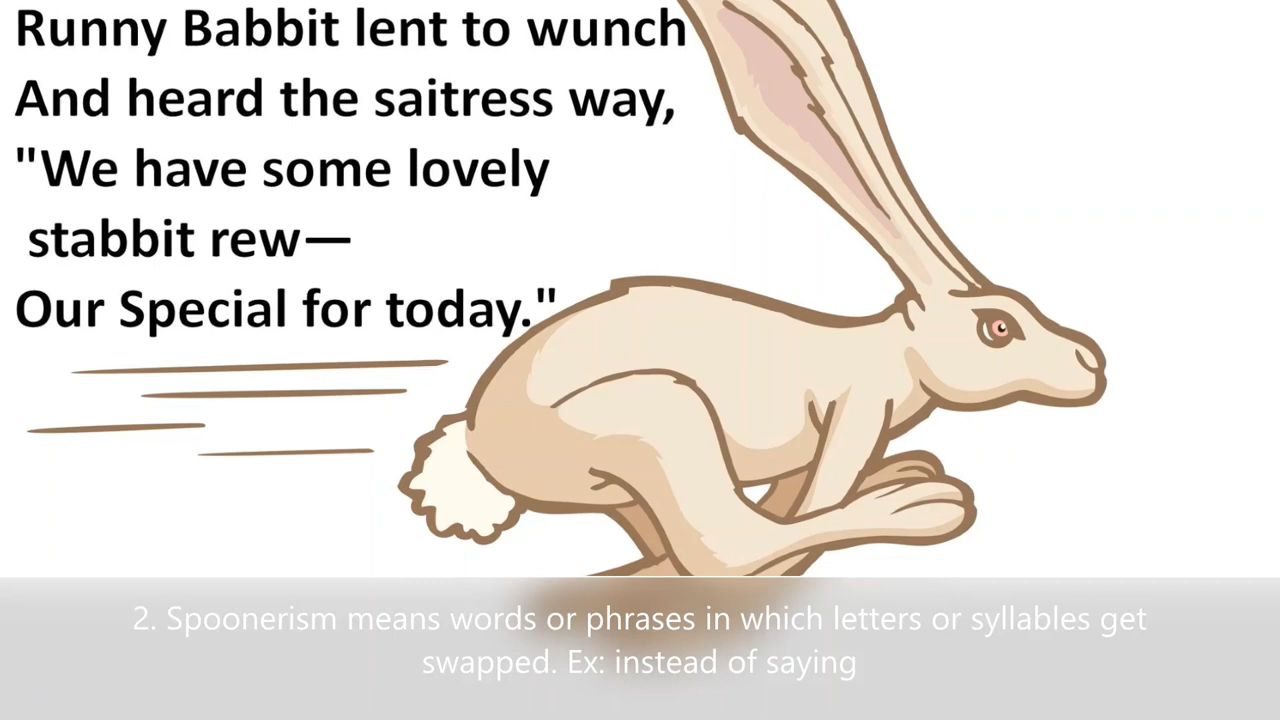 Runny Babbit lent to wunch
And heard the saitress way,
"We have some lovely
stabbit rew—
Our Special for today."
2. Spoonerism means words or phrases in which letters or syllables get
swapped. Ex: instead of saying